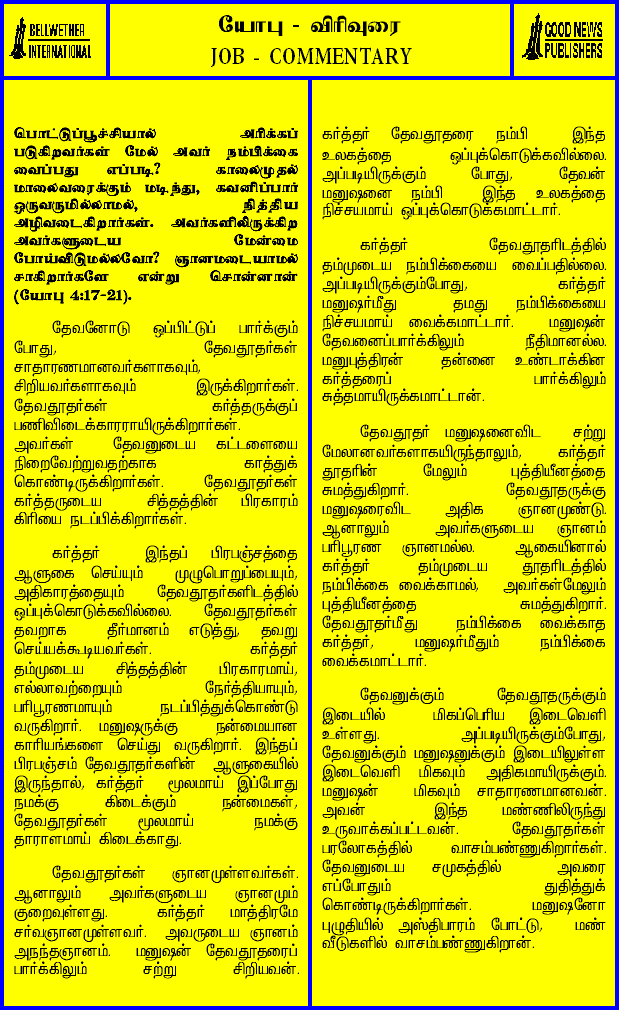 BELLWETHER
INTERNATIONAL
யோபு - விரிவுரை
JOB - COMMENTARY
GOOD NEWS
PUBLISHERS
பொட்டுப்பூச்சியால் அரிக்கப்
படுகிறவர்கள் மேல் அவர் நம்பிக்கை
வைப்பது எப்படி? காலைமுதல்
மாலைவரைக்கும் மடிந்து, கவனிப்பார்
ஒருவருமில்லாமல், நித்திய
அழிவடைகிறார்கள். அவர்களிலிருக்கிற
அவர்களுடைய மேன்மை
போய்விடுமல்லவோ? ஞானமடையாமல்
சாகிறார்களே என்று சொன்னான்
(யோபு 4:17-21).
தேவனோடு ஒப்பிட்டுப் பார்க்கும்
போது, தேவதூதர்கள்
சாதாரணமானவர்களாகவும்,
சிறியவர்களாகவும் இருக்கிறார்கள்.
தேவதூதர்கள் கர்த்தருக்குப்
பணிவிடைக்காரராயிருக்கிறார்கள்.
அவர்கள் தேவனுடைய கட்டளையை
நிறைவேற்றுவதற்காக காத்துக்
கொண்டிருக்கிறார்கள். தேவதூதர்கள்
கர்த்தருடைய சித்தத்தின் பிரகாரம்
கிரியை நடப்பிக்கிறார்கள்.
கர்த்தர் இந்தப் பிரபஞ்சத்தை
ஆளுகை செய்யும் முழுபொறுப்பையும்,
அதிகாரத்தையும் தேவதூதர்களிடத்தில்
ஒப்புக்கொடுக்கவில்லை. தேவதூதர்கள்
தவறாக தீர்மானம் எடுத்து, தவறு
செய்யக்கூடியவர்கள். கர்த்தர்
தம்முடைய சித்தத்தின் பிரகாரமாய்,
எல்லாவற்றையும் நேர்த்தியாயும்,
பரிபூரணமாயும் நடப்பித்துக்கொண்டு
வருகிறார். மனுஷருக்கு நன்மையான
காரியங்களை செய்து வருகிறார். இந்தப்
பிரபஞ்சம் தேவதூதர்களின் ஆளுகையில்
இருந்தால், கர்த்தர் மூலமாய் இப்போது
நமக்கு கிடைக்கும் நன்மைகள்,
தேவதூதர்கள் மூலமாய் நமக்கு
தாராளமாய் கிடைக்காது.
தேவதூதர்கள் ஞானமுள்ளவர்கள்.
ஆனாலும் அவர்களுடைய ஞானமும்
குறைவுள்ளது. கர்த்தர் மாத்திரமே
சர்வஞானமுள்ளவர். அவருடைய ஞானம்
அநந்தஞானம். மனுஷன் தேவதூதரைப்
பார்க்கிலும் சற்று சிறியவன்.
கர்த்தர் தேவதூதரை நம்பி இந்த
உலகத்தை ஒப்புக்கொடுக்கவில்லை.
அப்படியிருக்கும் போது, தேவன்
மனுஷனை நம்பி இந்த உலகத்தை
நிச்சயமாய் ஒப்புக்கொடுக்கமாட்டார்.
கர்த்தர் தேவதூதரிடத்தில்
தம்முடைய நம்பிக்கையை வைப்பதில்லை.
அப்படியிருக்கும்போது, கர்த்தர்
மனுஷர்மீது தமது நம்பிக்கையை
நிச்சயமாய் வைக்கமாட்டார். மனுஷன்
தேவனைப்பார்க்கிலும் நீதிமானல்ல.
மனுபுத்திரன் தன்னை உண்டாக்கின
கர்த்தரைப் பார்க்கிலும்
சுத்தமாயிருக்கமாட்டான்.
தேவதூதர் மனுஷனைவிட சற்று
மேலானவர்களாகயிருந்தாலும், கர்த்தர்
தூதரின் மேலும் புத்தியீனத்தை
சுமத்துகிறார். தேவதூதருக்கு
மனுஷரைவிட அதிக ஞானமுண்டு.
ஆனாலும் அவர்களுடைய ஞானம்
பரிபூரண ஞானமல்ல. ஆகையினால்
கர்த்தர் தம்முடைய தூதரிடத்தில்
நம்பிக்கை வைக்காமல், அவர்கள்மேலும்
புத்தியீனத்தை சுமத்துகிறார்.
தேவதூதர்மீது நம்பிக்கை வைக்காத
கர்த்தர், மனுஷர்மீதும் நம்பிக்கை
வைக்கமாட்டார்.
தேவனுக்கும் தேவதூதருக்கும்
இடையில் மிகப்பெரிய இடைவெளி
உள்ளது. அப்படியிருக்கும்போது,
தேவனுக்கும் மனுஷனுக்கும் இடையிலுள்ள
இடைவெளி மிகவும் அதிகமாயிருக்கும்.
மனுஷன் மிகவும் சாதாரணமானவன்.
அவன் இந்த மண்ணிலிருந்து
உருவாக்கப்பட்டவன். தேவதூதர்கள்
பரலோகத்தில் வாசம்பண்ணுகிறார்கள்.
தேவனுடைய சமுகத்தில் அவரை
எப்போதும் துதித்துக்
கொண்டிருக்கிறார்கள். மனுஷனோ
புழுதியில் அஸ்திபாரம் போட்டு, மண்
வீடுகளில் வாசம்பண்ணுகிறான்.